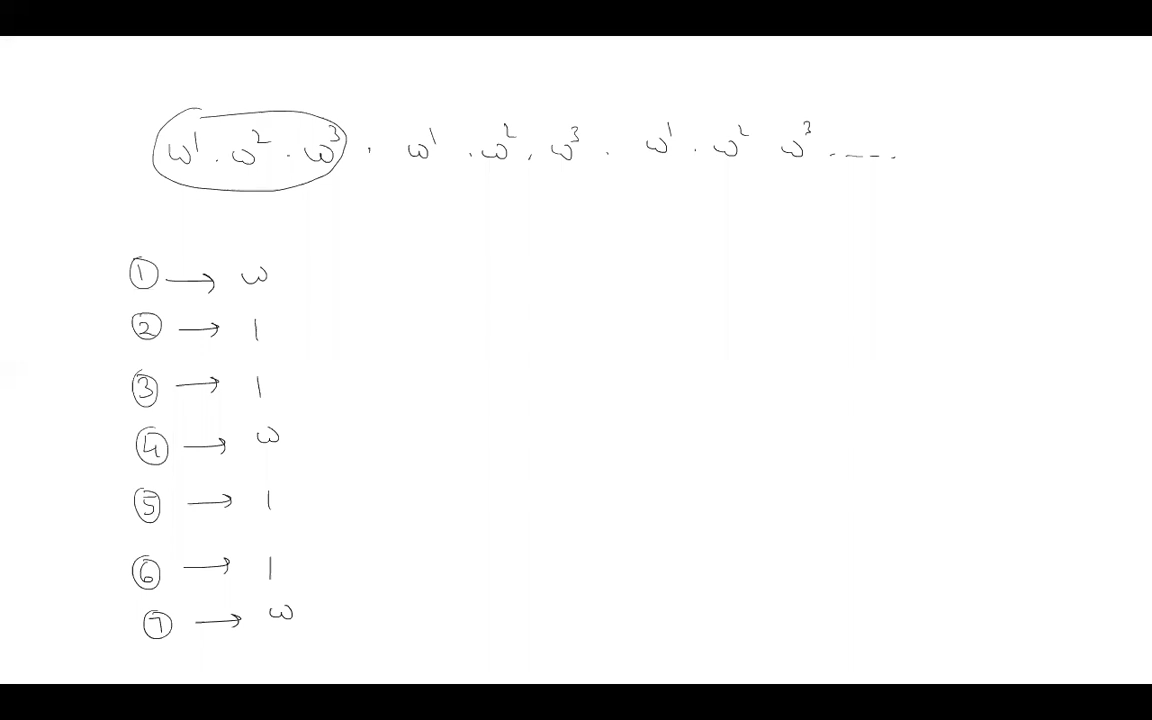 ω¹ . ω² . ω³ . ω¹ . ω² . ω³ . ω¹ . ω² ω³ . - - - .
① → ω
② → 1
③ → 1
④ → ω
⑤ → 1
⑥ → 1
⑦ → ω